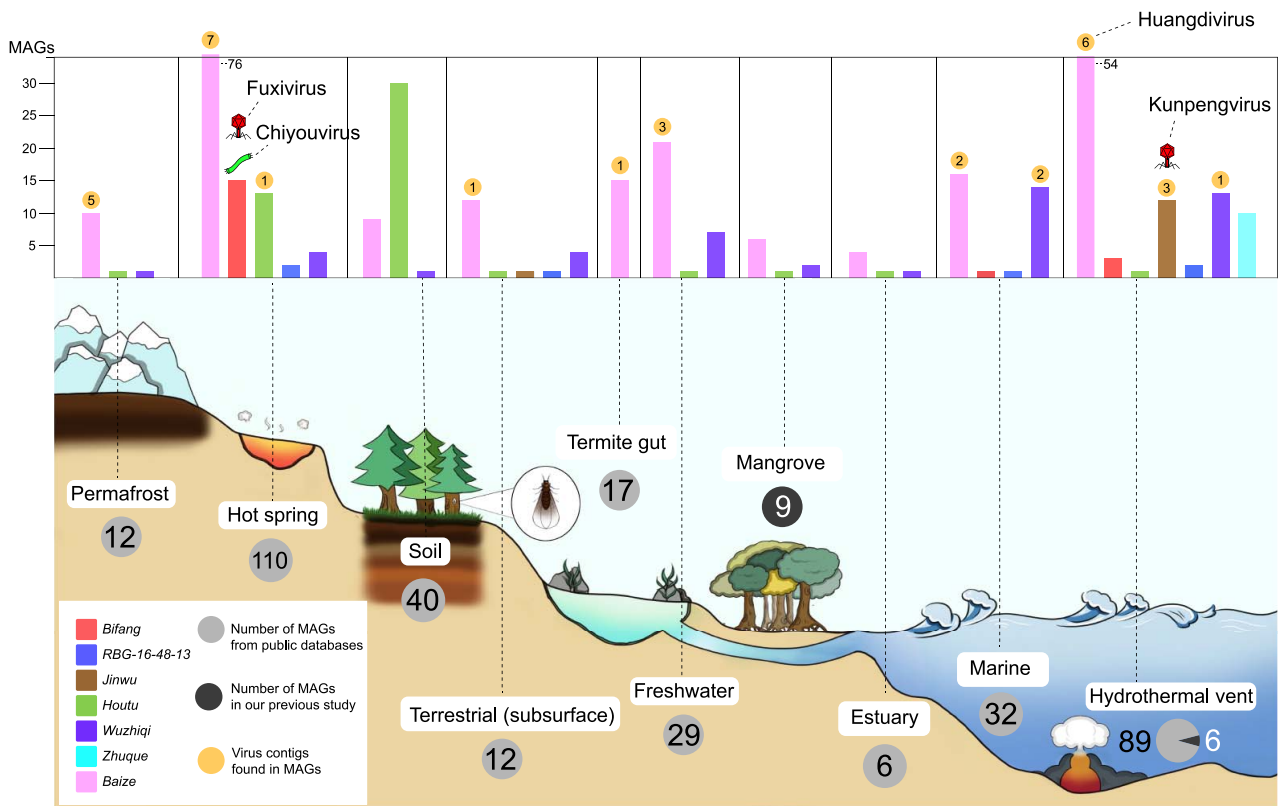 Huangdivirus
MAGs
7
6
76
54
30
25
20
15
10
5
Fuxivirus
Chiyouvirus
Kunpengvirus
5
1
1
1
3
2
2
3
1
Termite gut
17
Mangrove
9
Permafrost
12
Hot spring
110
Soil
40
Terrestrial (subsurface)
12
Freshwater
29
Estuary
6
Marine
32
Hydrothermal vent
89
6
Bifang
RBG-16-48-13
Jinwu
Houtu
Wuzhiqi
Zhuque
Baize
Number of MAGs
from public databases
Number of MAGs
in our previous study
Virus contigs
found in MAGs